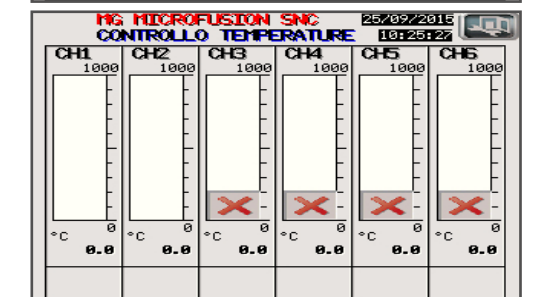 MG MICROFUSION SNC 25/09/2015
CONTROLLO TEMPERATURE 10:25:27
CH1 CH2 CH3 CH4 CH5 CH6
1000 1000 1000 1000 1000 1000
0 0 0 0 0 0
°C °C °C °C °C °C
0.0 0.0 0.0 0.0 0.0 0.0